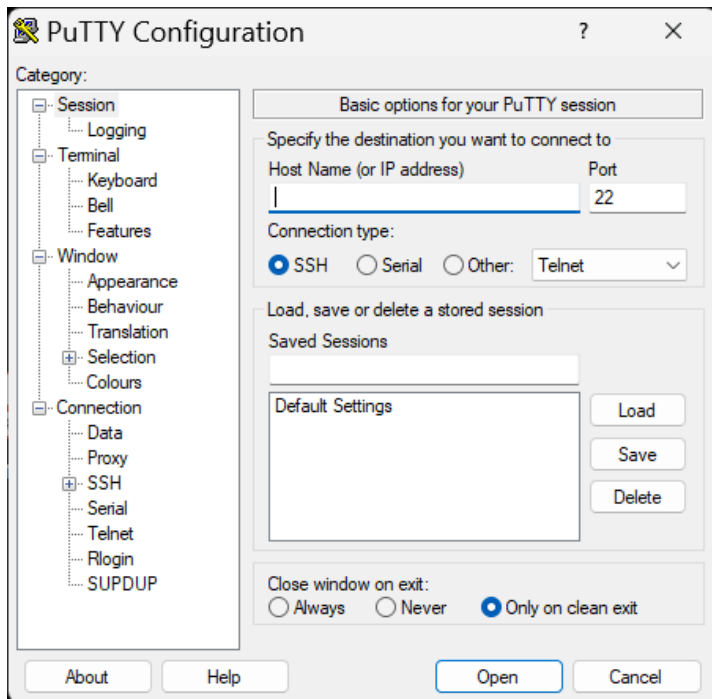 PuTTY Configuration
?
Category:
Session
Logging
Terminal
Keyboard
Bell
Features
Window
Appearance
Behaviour
Translation
Selection
Colours
Connection
Data
Proxy
SSH
Serial
Telnet
Rlogin
SUPDUP
Basic options for your PuTTY session
Specify the destination you want to connect to
Host Name (or IP address) Port
22
Connection type:
SSH Serial Other: Telnet
Load, save or delete a stored session
Saved Sessions
Default Settings
Load
Save
Delete
Close window on exit:
Always Never Only on clean exit
About Help Open Cancel